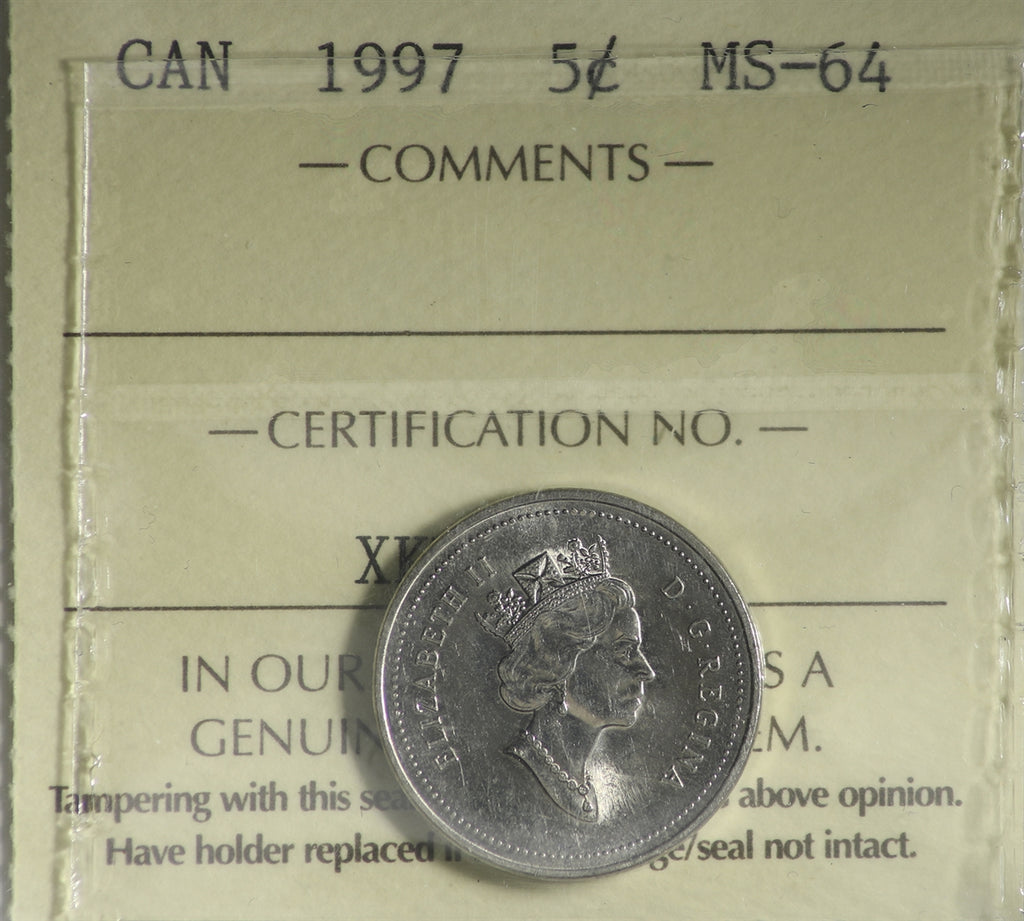 CAN 1997 5¢ MS-64
— COMMENTS —
— CERTIFICATION NO. —
XK
ELIZABETH II D·G·REGINA
IN OUR S A
GENUIN EM.
Tampering with this sea above opinion.
Have holder replaced i ge/seal not intact.